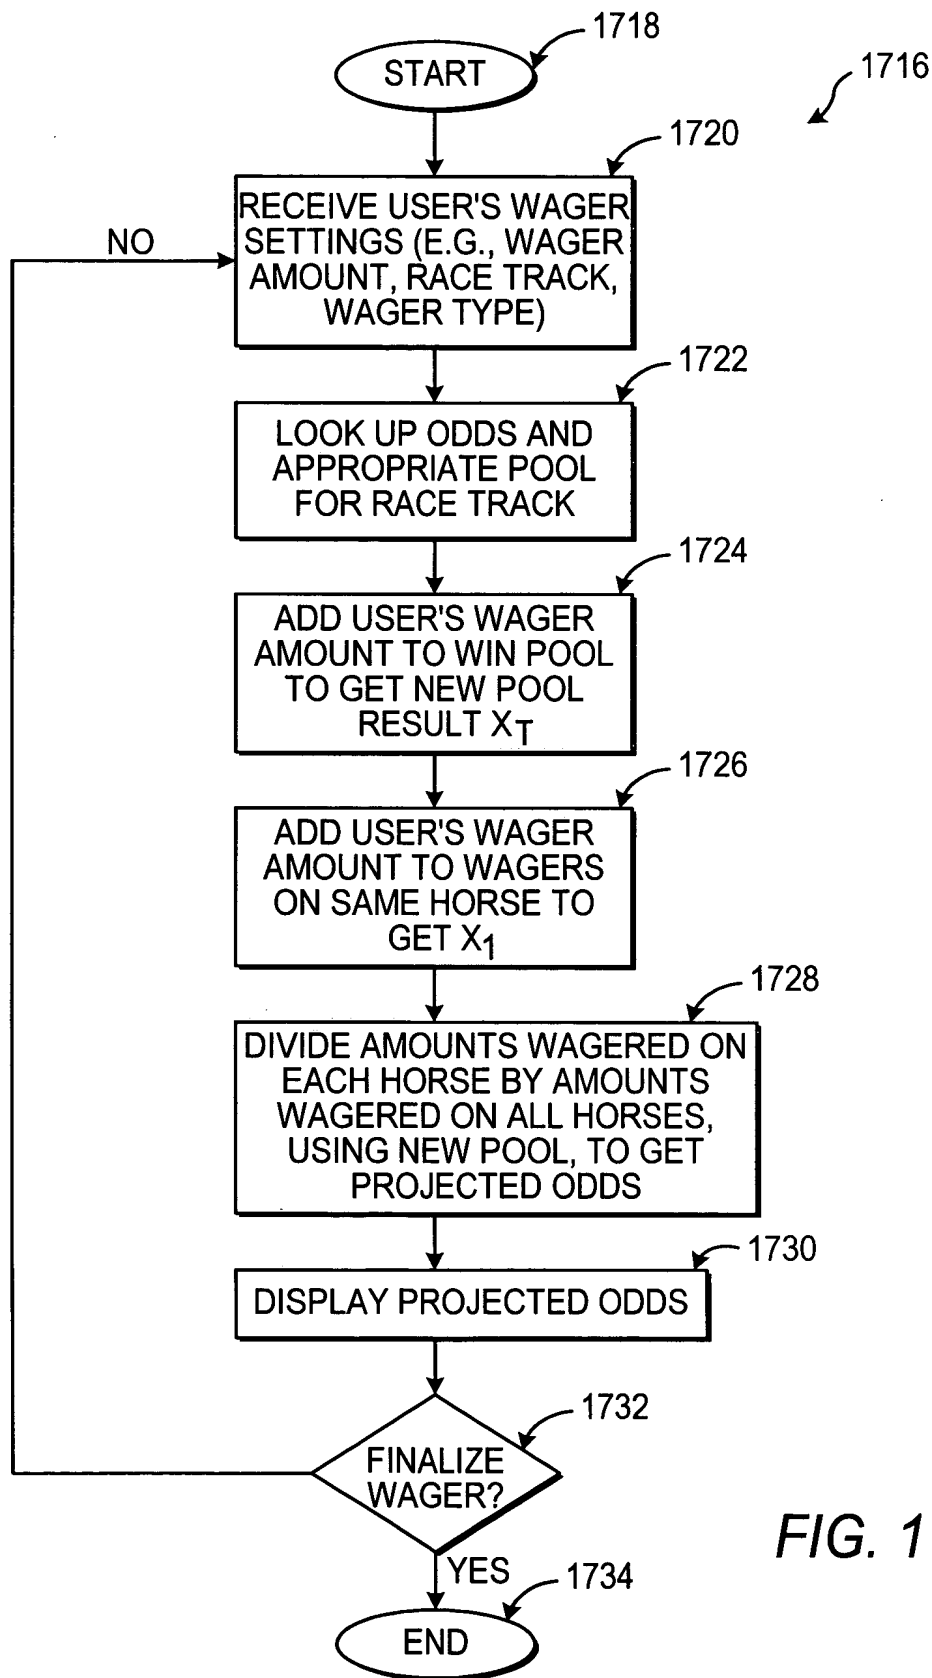 1718
START
1716
1720
RECEIVE USER'S WAGER
SETTINGS (E.G., WAGER
AMOUNT, RACE TRACK,
WAGER TYPE)
NO
1722
LOOK UP ODDS AND
APPROPRIATE POOL
FOR RACE TRACK
1724
ADD USER'S WAGER
AMOUNT TO WIN POOL
TO GET NEW POOL
RESULT X_T
1726
ADD USER'S WAGER
AMOUNT TO WAGERS
ON SAME HORSE TO
GET X_1
1728
DIVIDE AMOUNTS WAGERED ON
EACH HORSE BY AMOUNTS
WAGERED ON ALL HORSES,
USING NEW POOL, TO GET
PROJECTED ODDS
1730
DISPLAY PROJECTED ODDS
1732
FINALIZE
WAGER?
YES
1734
END
FIG. 1